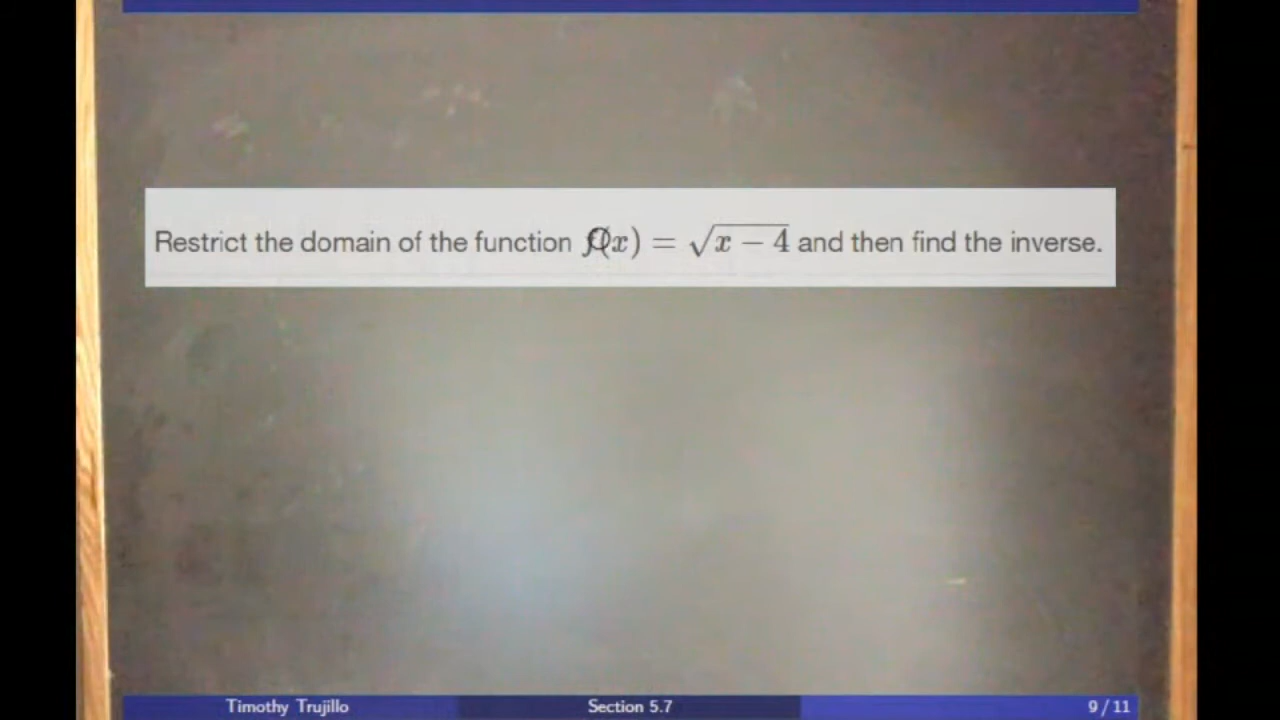 Restrict the domain of the function f(x) = √x − 4 and then find the inverse.
Timothy Trujillo Section 5.7 9 / 11